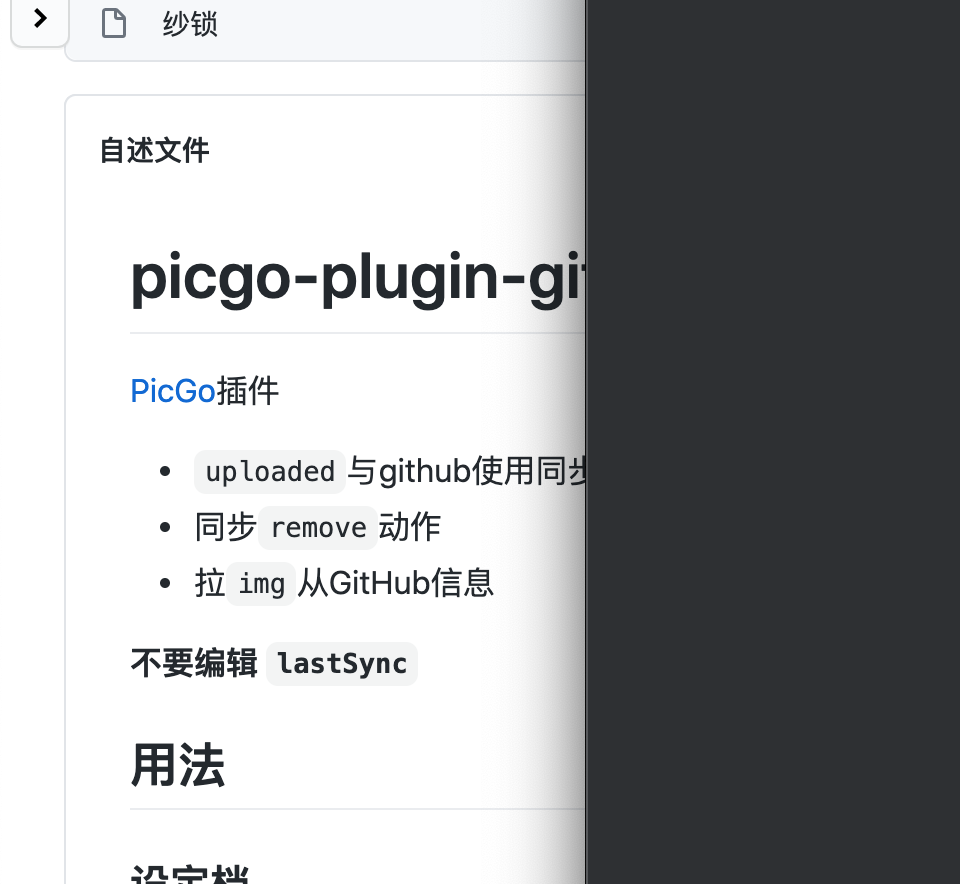 纱锁
自述文件
picgo-plugin-gi
PicGo插件
uploaded与github使用同步
同步remove动作
拉img从GitHub信息
不要编辑 lastSync
用法
设定档